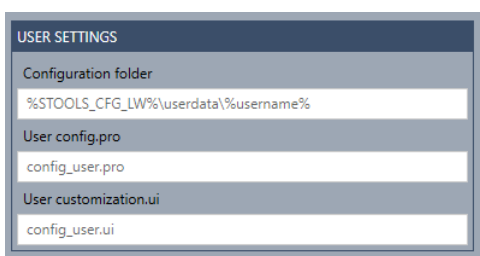 USER SETTINGS
Configuration folder
%STOOLS_CFG_LW%\userdata\%username%
User config.pro
config_user.pro
User customization.ui
config_user.ui